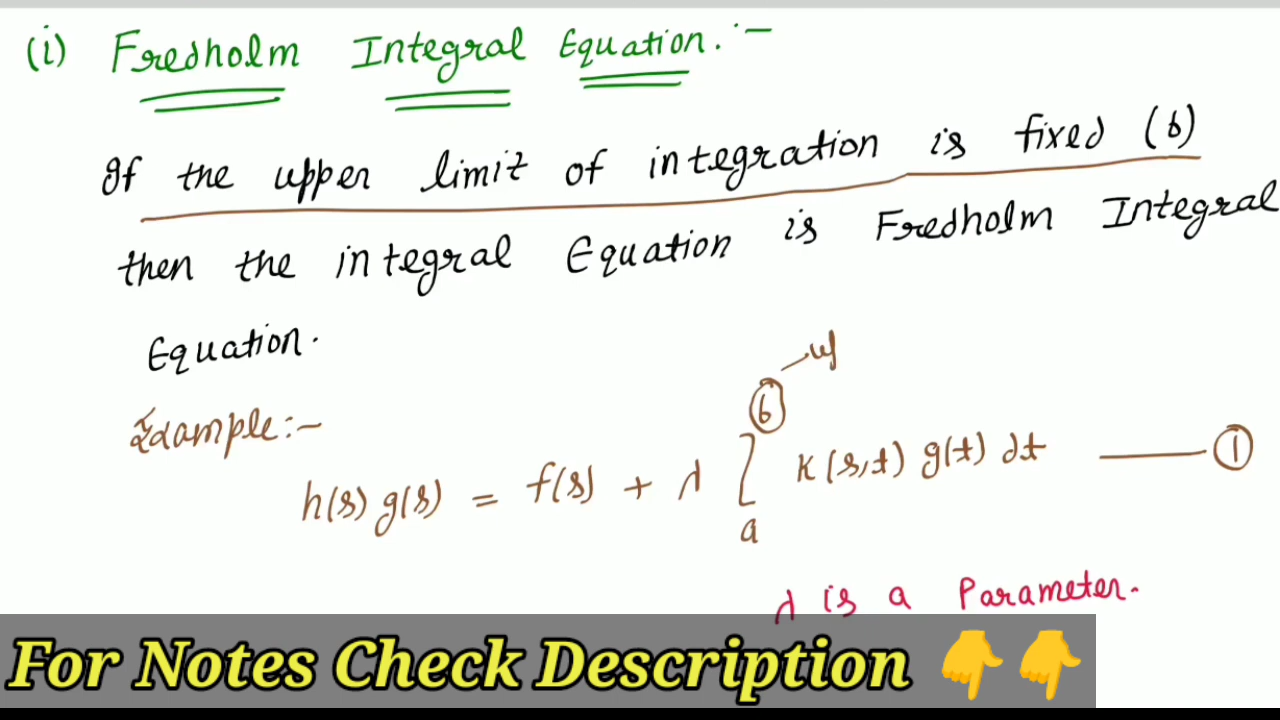 (i) Fredholm Integral Equation :-
If the upper limit of integration is fixed (b)
then the integral Equation is Fredholm Integral
Equation.
Example:-
h(s) g(s) = f(s) + λ ∫ₐᵇ K(s,t) g(t) dt —— ①
λ is a Parameter.
For Notes Check Description 👇👇